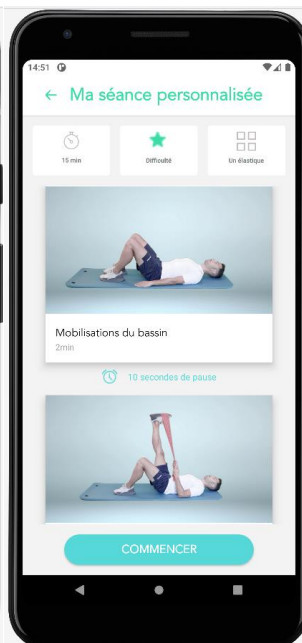 14:51
Ma séance personnalisée
15 min
Difficulté
Un élastique
Mobilisations du bassin
2min
10 secondes de pause
COMMENCER